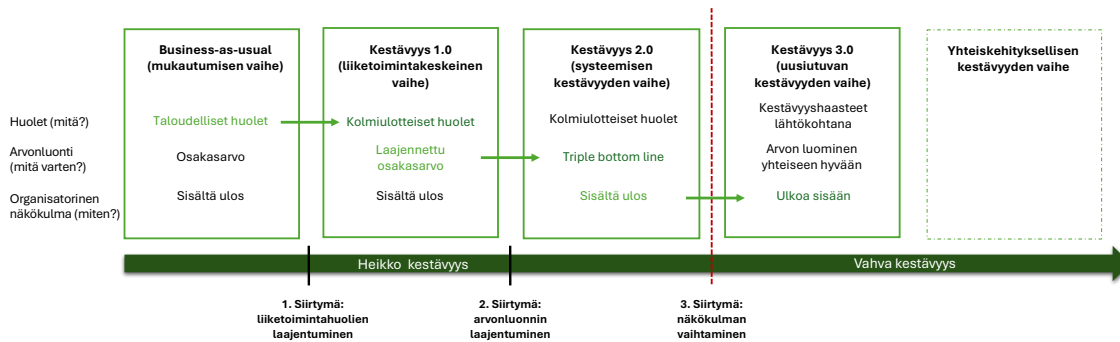 Business-as-usual
(mukautumisen vaihe)
Kestävyys 1.0
(liiketoimintakeskeinen
vaihe)
Kestävyys 2.0
(systeemisen
kestävyyden vaihe)
Kestävyys 3.0
(uusiutuvan
kestävyyden vaihe)
Yhteiskehityksellisen
kestävyyden vaihe
Huolet (mitä?)
Taloudelliset huolet
Kolmiulotteiset huolet
Kolmiulotteiset huolet
Kestävyyshaasteet
lähtökohtana
Arvonluonti
(mitä varten?)
Osakasarvo
Laajennettu
osakasarvo
Triple bottom line
Arvon luominen
yhteiseen hyvään
Organisatorinen
näkökulma (miten?)
Sisältä ulos
Sisältä ulos
Sisältä ulos
Ulkoa sisään
Heikko kestävyys
Vahva kestävyys
1. Siirtymä:
liiketoimintahuolien
laajentuminen
2. Siirtymä:
arvonluonnin
laajentuminen
3. Siirtymä:
näkökulman
vaihtaminen